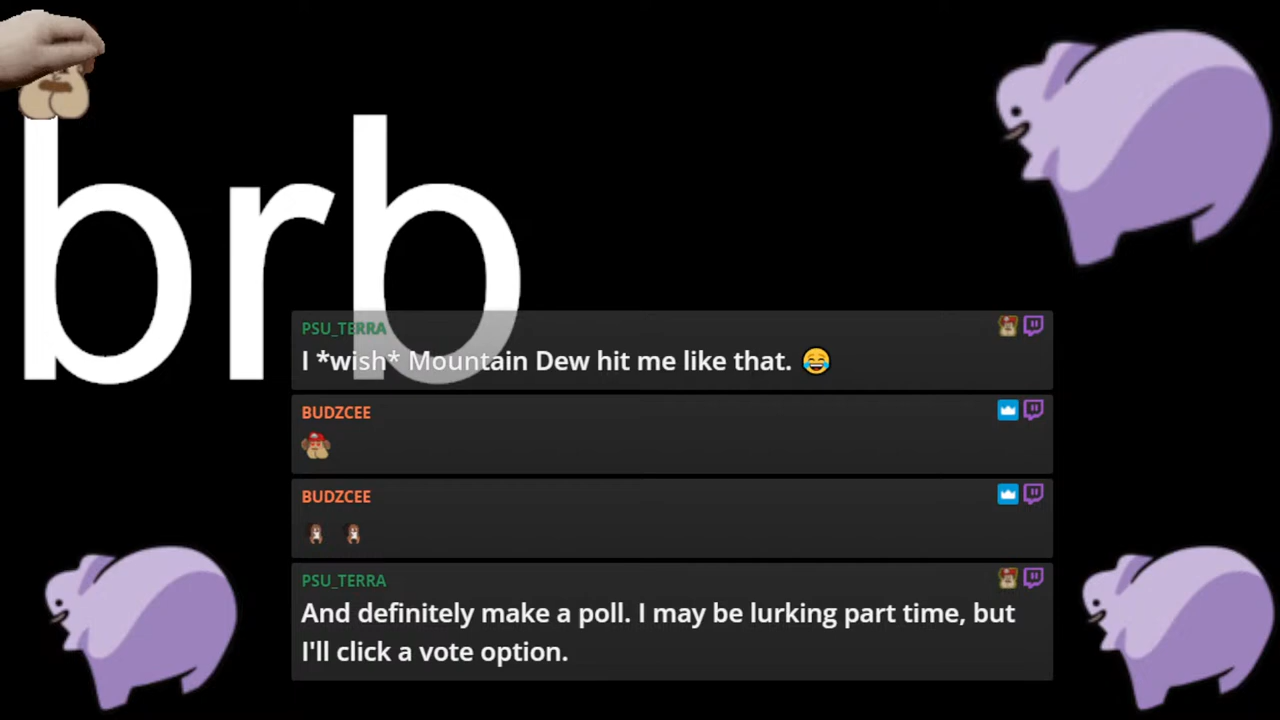 brb
PSU_TERRA
I *wish* Mountain Dew hit me like that. 😂
BUDZCEE
BUDZCEE
PSU_TERRA
And definitely make a poll. I may be lurking part time, but
I'll click a vote option.